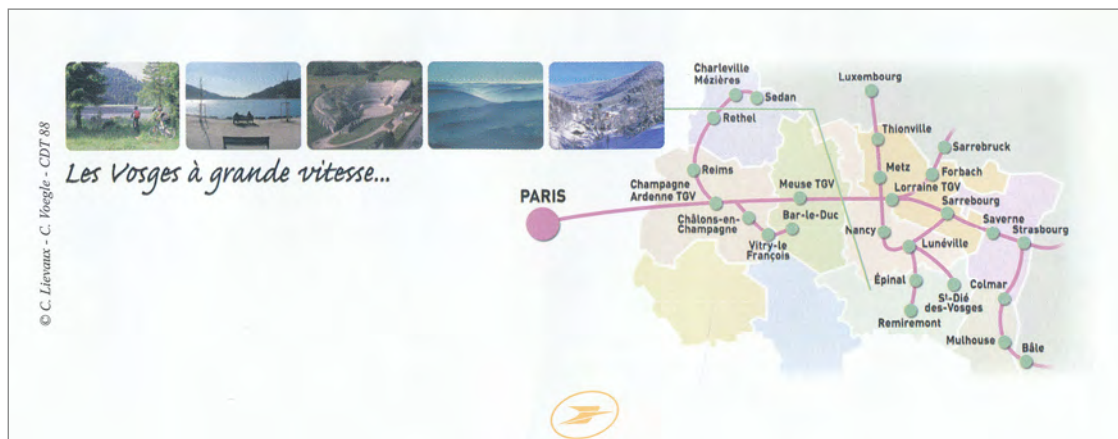 © C. Lievaux - C. Voegle - CDT 88
Les Vosges à grande vitesse...
PARIS
Charleville
Mézières
Sedan
Rethel
Reims
Champagne
Ardenne TGV
Châlons-en-
Champagne
Vitry-le
François
Bar-le-Duc
Meuse TGV
Luxembourg
Thionville
Metz
Lorraine TGV
Forbach
Sarrebruck
Sarrebourg
Saverne
Strasbourg
Nancy
Lunéville
Épinal
Remiremont
St-Dié
des-Vosges
Colmar
Mulhouse
Bâle